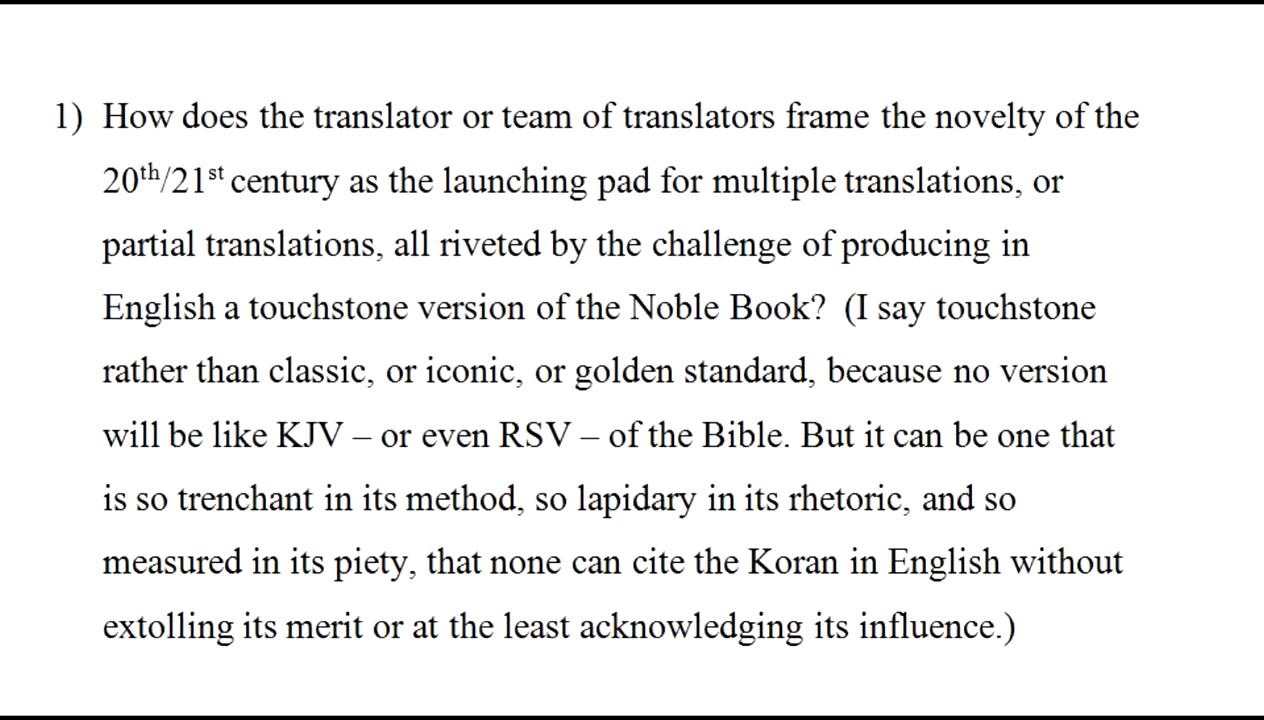 1) How does the translator or team of translators frame the novelty of the
20th/21st century as the launching pad for multiple translations, or
partial translations, all riveted by the challenge of producing in
English a touchstone version of the Noble Book? (I say touchstone
rather than classic, or iconic, or golden standard, because no version
will be like KJV – or even RSV – of the Bible. But it can be one that
is so trenchant in its method, so lapidary in its rhetoric, and so
measured in its piety, that none can cite the Koran in English without
extolling its merit or at the least acknowledging its influence.)